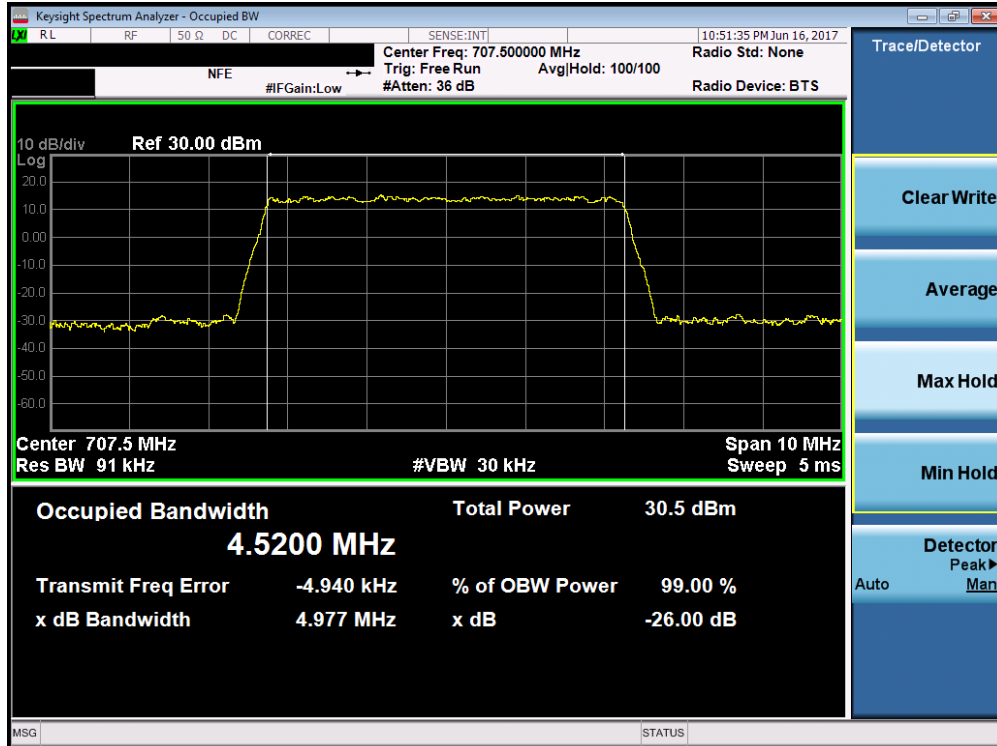 Keysight Spectrum Analyzer - Occupied BW
LXI RL RF 50 Ω DC CORREC SENSE:INT 10:51:35 PM Jun 16, 2017
Center Freq: 707.500000 MHz Radio Std: None
NFE Trig: Free Run Avg|Hold: 100/100
#IFGain:Low #Atten: 36 dB Radio Device: BTS
10 dB/div Ref 30.00 dBm
Log
20.0
10.0
0.00
-10.0
-20.0
-30.0
-40.0
-50.0
-60.0
Center 707.5 MHz Span 10 MHz
Res BW 91 kHz #VBW 30 kHz Sweep 5 ms
Occupied Bandwidth Total Power 30.5 dBm
4.5200 MHz
Transmit Freq Error -4.940 kHz % of OBW Power 99.00 %
x dB Bandwidth 4.977 MHz x dB -26.00 dB
MSG STATUS
Trace/Detector
Clear Write
Average
Max Hold
Min Hold
Detector
Peak▶
Auto Man